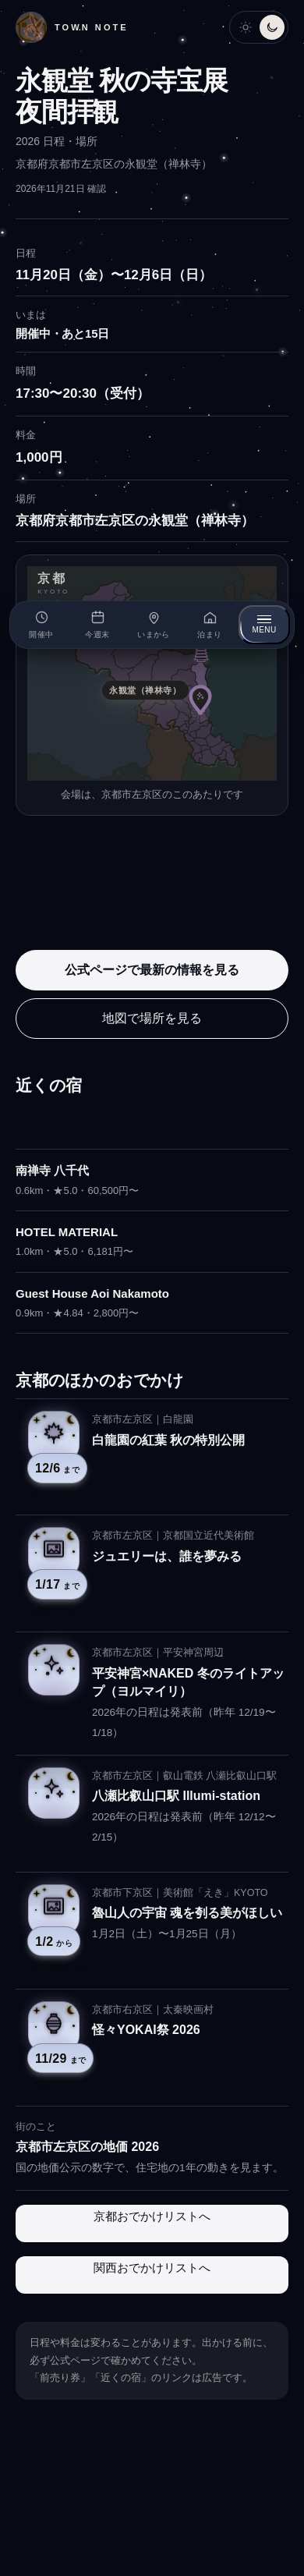 TOWN NOTE
永観堂 秋の寺宝展
夜間拝観
2026 日程・場所
京都府京都市左京区の永観堂（禅林寺）
2026年11月21日 確認
日程
11月20日（金）〜12月6日（日）
いまは
開催中・あと15日
時間
17:30〜20:30（受付）
料金
1,000円
場所
京都府京都市左京区の永観堂（禅林寺）
京都
KYOTO
開催中
今週末
いまから
泊まり
MENU
永観堂（禅林寺）
会場は、京都市左京区のこのあたりです
公式ページで最新の情報を見る
地図で場所を見る
近くの宿
南禅寺 八千代
0.6km・★5.0・60,500円〜
HOTEL MATERIAL
1.0km・★5.0・6,181円〜
Guest House Aoi Nakamoto
0.9km・★4.84・2,800円〜
京都のほかのおでかけ
京都市左京区｜白龍園
白龍園の紅葉 秋の特別公開
12/6 まで
京都市左京区｜京都国立近代美術館
ジュエリーは、誰を夢みる
1/17 まで
京都市左京区｜平安神宮周辺
平安神宮×NAKED 冬のライトアッ
プ（ヨルマイリ）
2026年の日程は発表前（昨年 12/19〜
1/18）
京都市左京区｜叡山電鉄 八瀬比叡山口駅
八瀬比叡山口駅 Illumi-station
2026年の日程は発表前（昨年 12/12〜
2/15）
京都市下京区｜美術館「えき」KYOTO
魯山人の宇宙 魂を刳る美がほしい
1月2日（土）〜1月25日（月）
1/2 から
京都市右京区｜太秦映画村
怪々YOKAI祭 2026
11/29 まで
街のこと
京都市左京区の地価 2026
国の地価公示の数字で、住宅地の1年の動きを見ます。
京都おでかけリストへ
関西おでかけリストへ
日程や料金は変わることがあります。出かける前に、
必ず公式ページで確かめてください。
「前売り券」「近くの宿」のリンクは広告です。